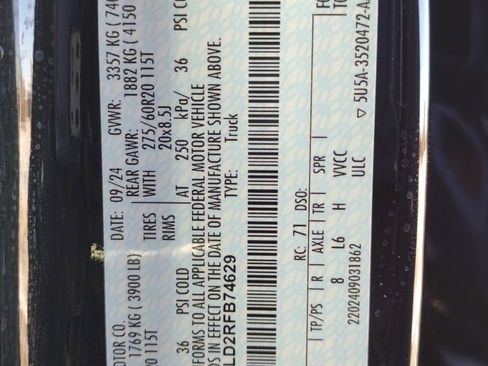 MOTOR CO. DATE: 09/24 GVWR: 3357 KG ( 740
1769 KG (3900 LB) REAR GAWR: 1882 KG ( 4150
115T WITH 275/60R20 115T
RIMS 20x8.5J
36 PSI COLD AT 250 kPa/ 36 PSI CO
FORMS TO ALL APPLICABLE FEDERAL MOTOR VEHICLE
DS IN EFFECT ON THE DATE OF MANUFACTURE SHOWN ABOVE.
LD2RFB74629 TYPE: Truck
RC: 71 DSO:
TP/PS R AXLE TR SPR
8 L6 H VVCC
ULC
2202409031862
5U5A-3520472-A